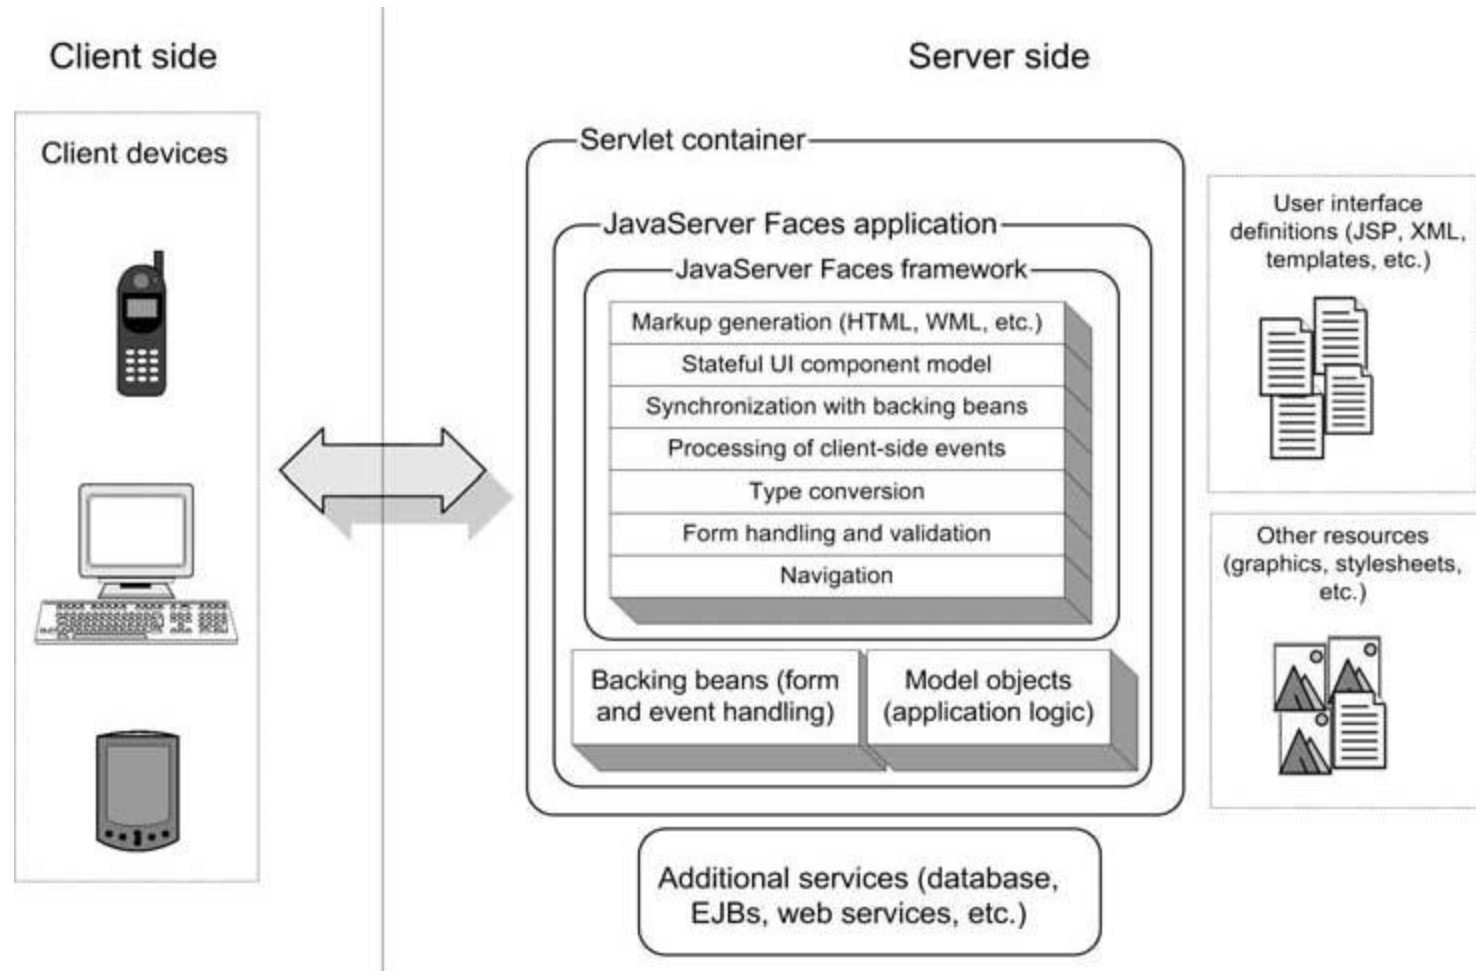 Client side
Server side
Client devices
Servlet container
JavaServer Faces application
JavaServer Faces framework
Markup generation (HTML, WML, etc.)
Stateful UI component model
Synchronization with backing beans
Processing of client-side events
Type conversion
Form handling and validation
Navigation
Backing beans (form
and event handling)
Model objects
(application logic)
User interface
definitions (JSP, XML,
templates, etc.)
Other resources
(graphics, stylesheets,
etc.)
Additional services (database,
EJBs, web services, etc.)